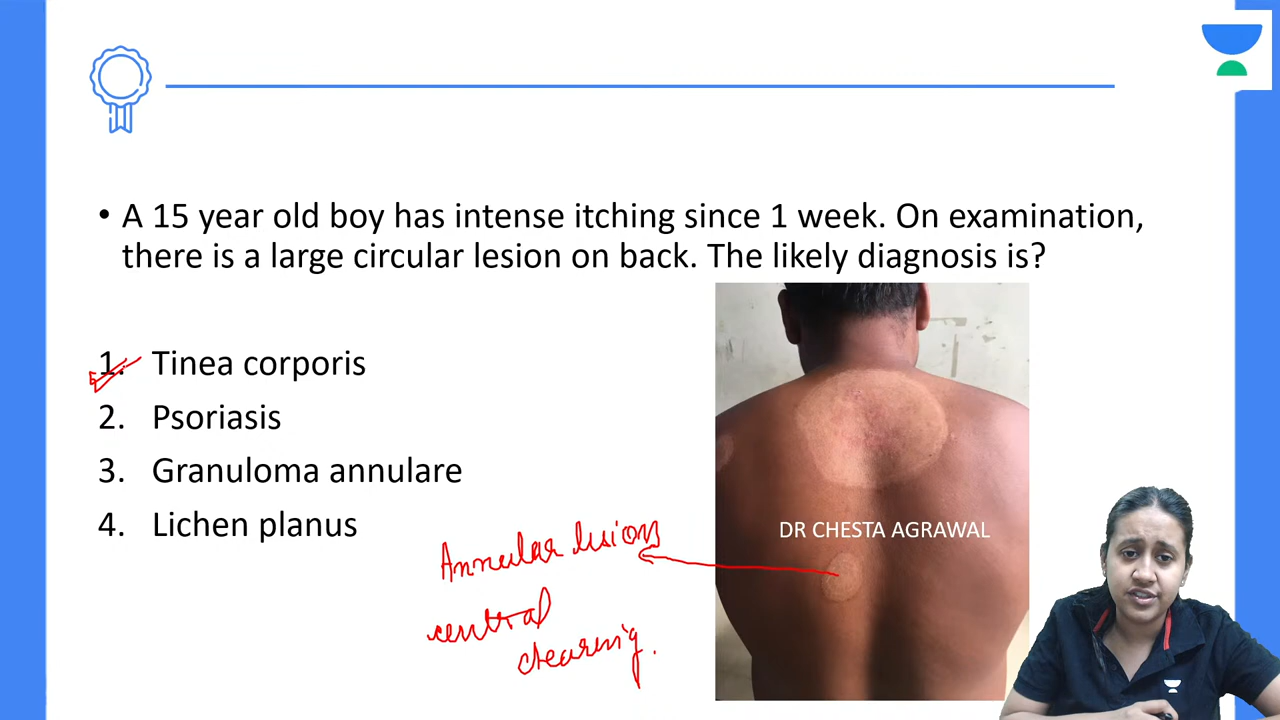 • A 15 year old boy has intense itching since 1 week. On examination,
there is a large circular lesion on back. The likely diagnosis is?
1. Tinea corporis
2. Psoriasis
3. Granuloma annulare
4. Lichen planus
DR CHESTA AGRAWAL
Annular lesions
central
clearing.